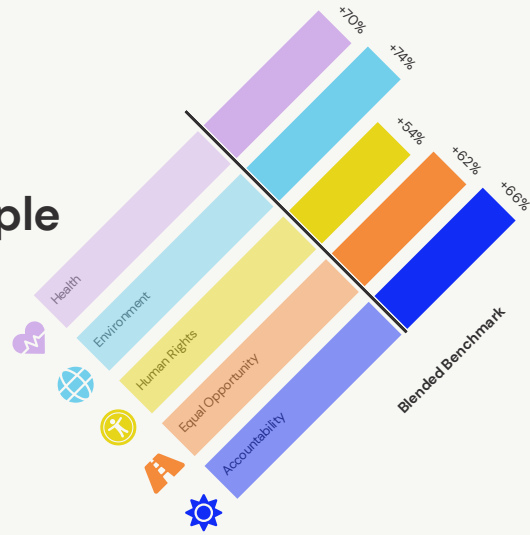 +70%
+74%
+54%
+62%
+66%
ple
Health
Environment
Human Rights
Equal Opportunity
Accountability
Blended Benchmark